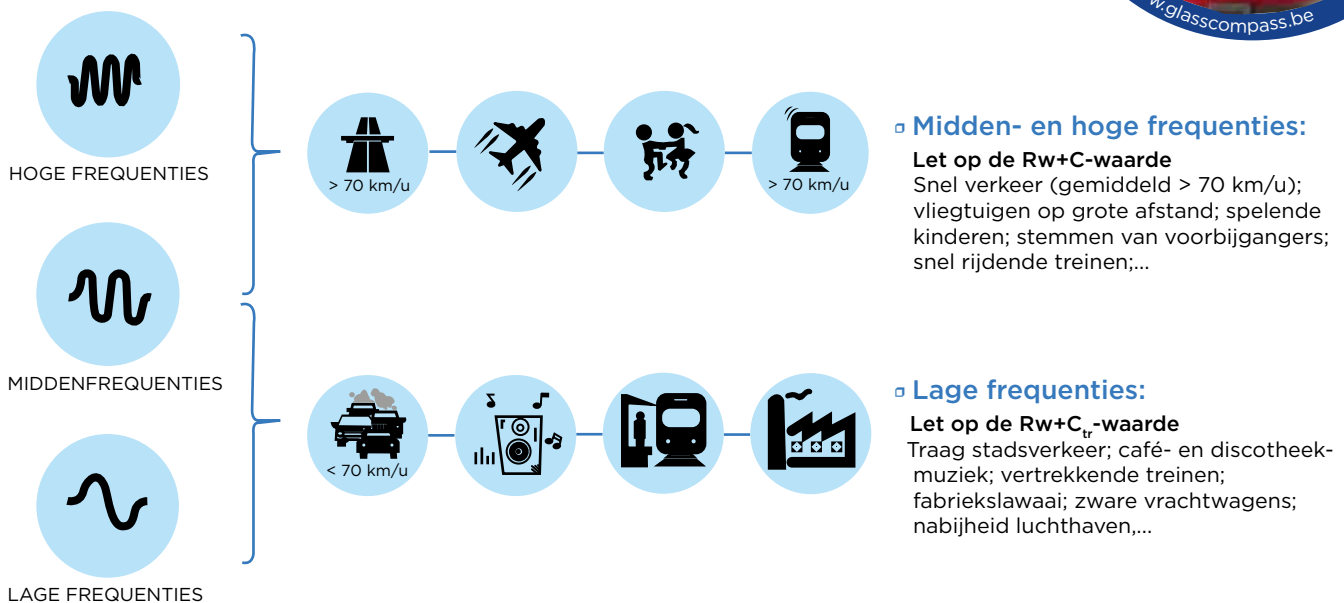 w.glasscompass.be
HOGE FREQUENTIES
MIDDENFREQUENTIES
LAGE FREQUENTIES
> 70 km/u
> 70 km/u
Midden- en hoge frequenties:
Let op de Rw+C-waarde
Snel verkeer (gemiddeld > 70 km/u);
vliegtuigen op grote afstand; spelende
kinderen; stemmen van voorbijgangers;
snel rijdende treinen;...
< 70 km/u
Lage frequenties:
Let op de Rw+Ctr-waarde
Traag stadsverkeer; café- en discotheek-
muziek; vertrekkende treinen;
fabriekslawaai; zware vrachtwagens;
nabijheid luchthaven,...